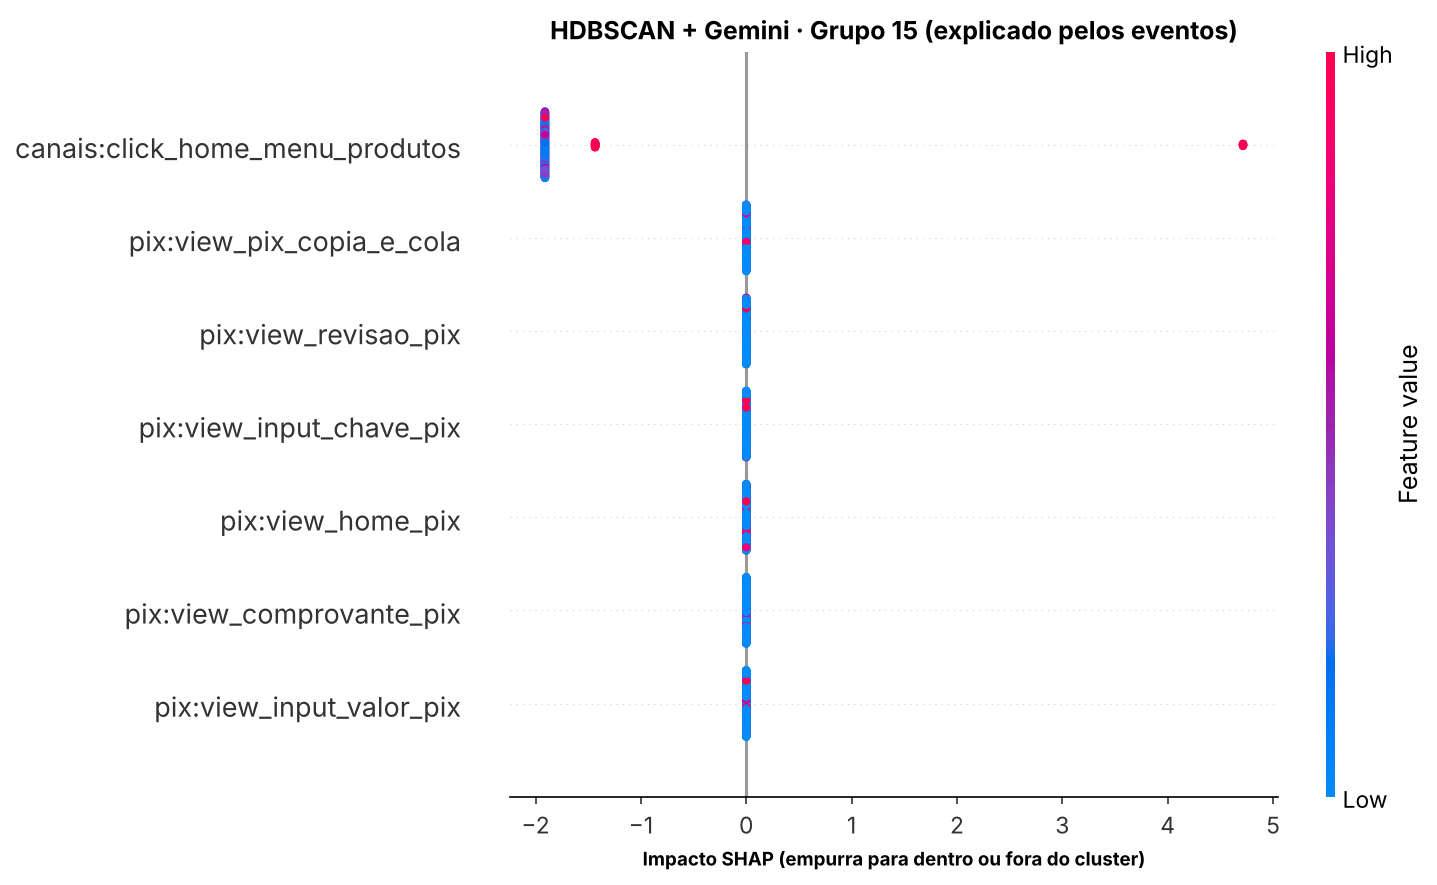 HDBSCAN + Gemini · Grupo 15 (explicado pelos eventos)
High
canais:click_home_menu_produtos
pix:view_pix_copia_e_cola
pix:view_revisao_pix
pix:view_input_chave_pix
pix:view_home_pix
pix:view_comprovante_pix
pix:view_input_valor_pix
Feature value
Low
−2 −1 0 1 2 3 4 5
Impacto SHAP (empurra para dentro ou fora do cluster)